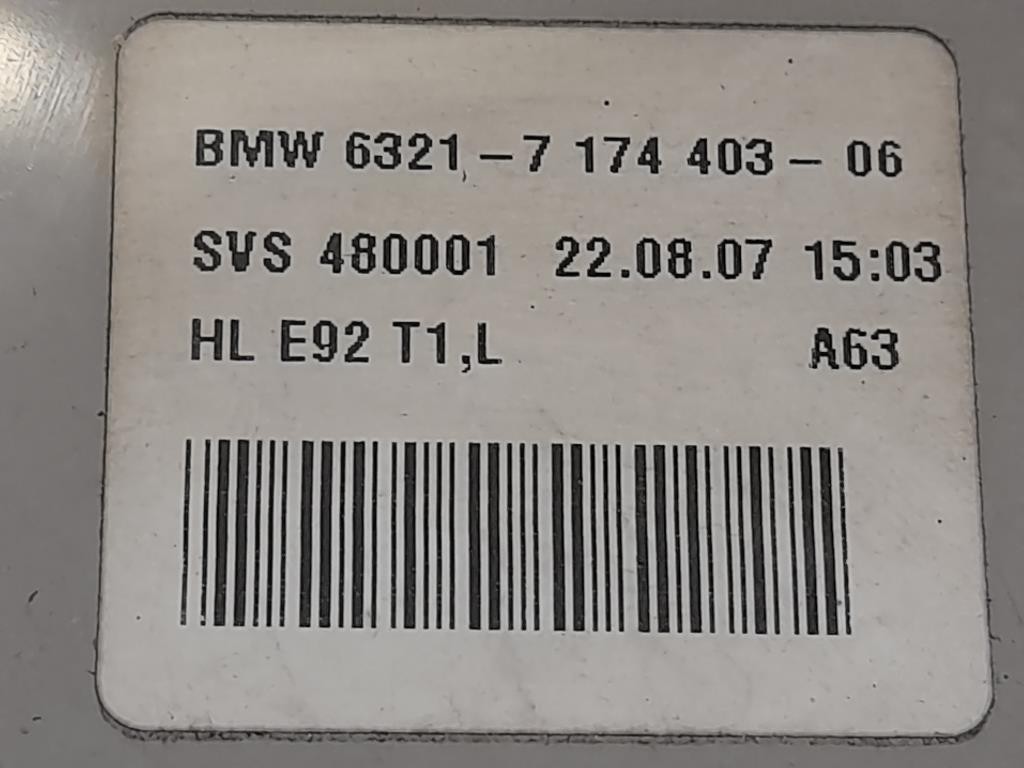 BMW 6321-7 174 403- 06
SVS 480001 22.08.07 15:03
HL E92 T1,L A63